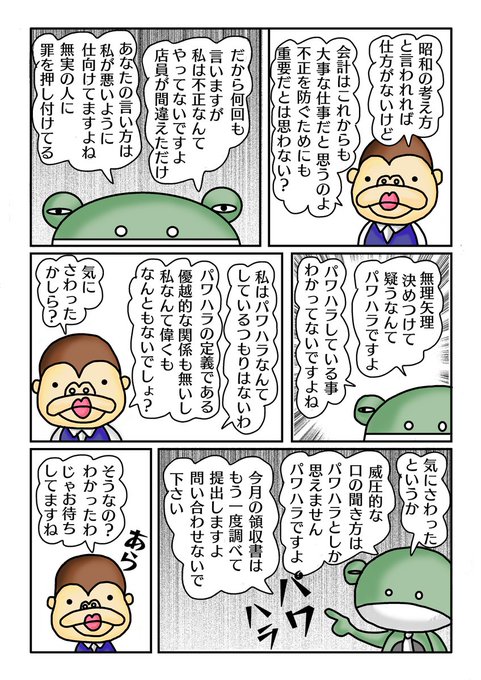 昭和の考え方
と言われれば
仕方がないけど
会計はこれからも
大事な仕事だと思うのよ
不正を防ぐためにも
重要だとは思わない？
だから何回も
言いますが
私は不正なんて
やってないですよ
店員が間違えただけ
あなたの言い方は
私が悪いように
仕向けてますよね
無実の人に
罪を押し付けてる
無理矢理
決めつけて
疑うなんて
パワハラですよ
パワハラしている事
わかってないですよね
私はパワハラなんて
しているつもりはないわ
パワハラの定義である
優越的な関係も無いし
私なんて偉くも
なんともないでしょ？
気に
さわった
かしら？
気にさわった
というか
威圧的な
口の聞き方は
パワハラとしか
思えません
パワハラですよ
パワ
ハラ
今月の領収書は
もう一度調べて
提出しますよ
問い合わせないで
下さい
あら
そうなの？
わかったわ
じゃお待ち
してますね